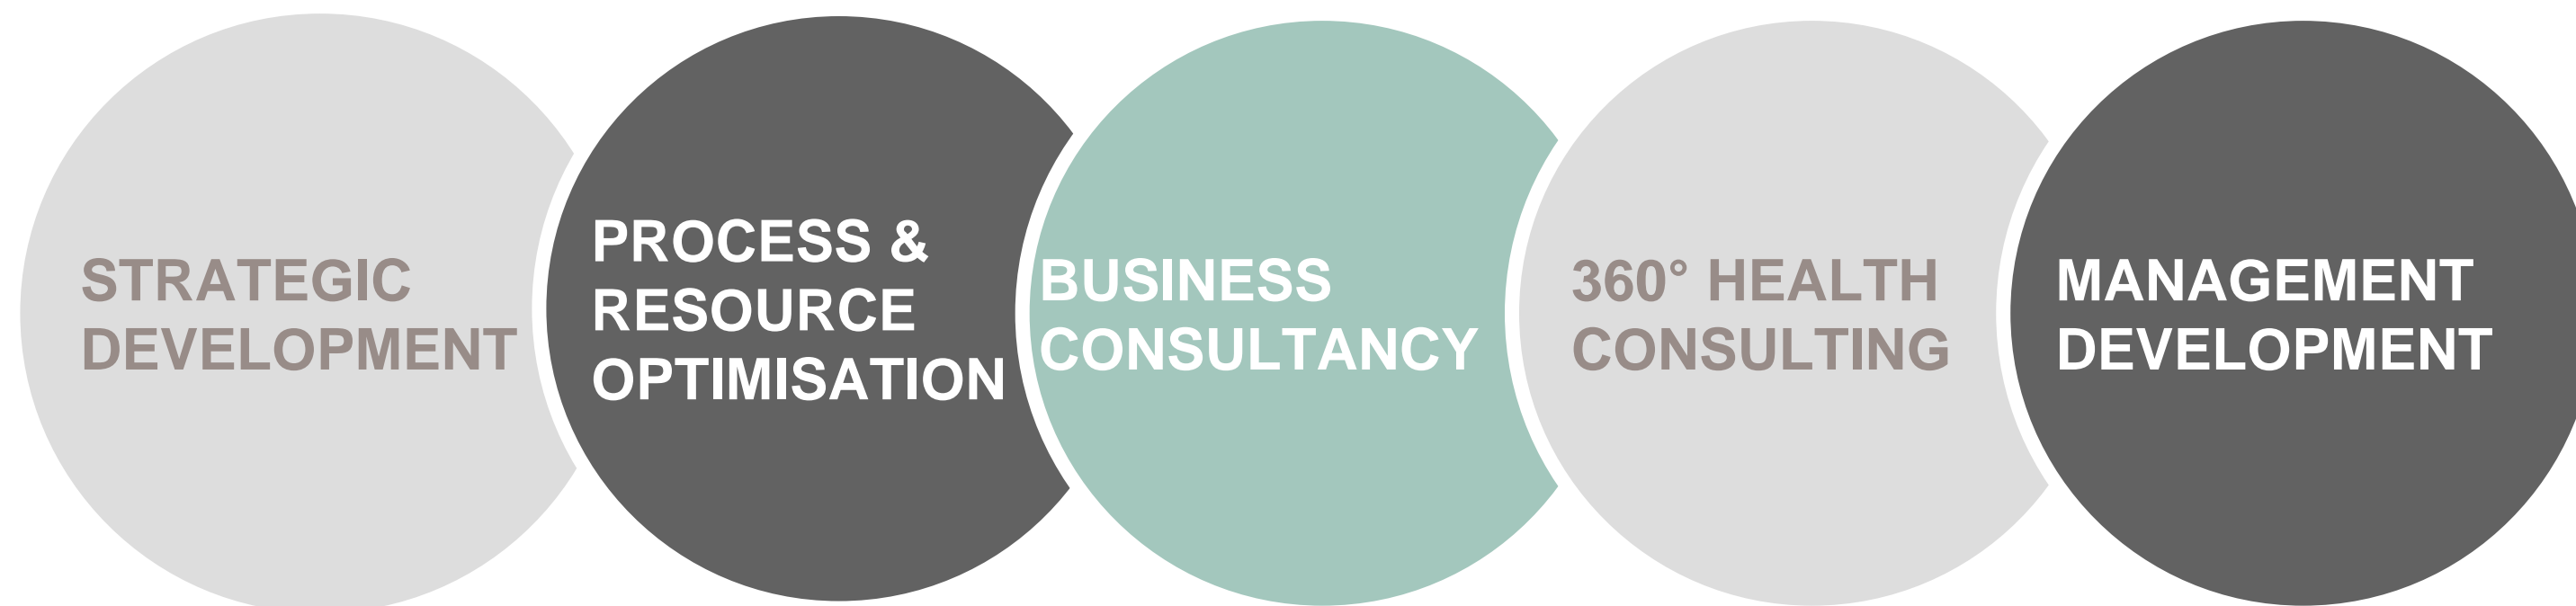 STRATEGIC
DEVELOPMENT
PROCESS &
RESOURCE
OPTIMISATION
BUSINESS
CONSULTANCY
360° HEALTH
CONSULTING
MANAGEMENT
DEVELOPMENT